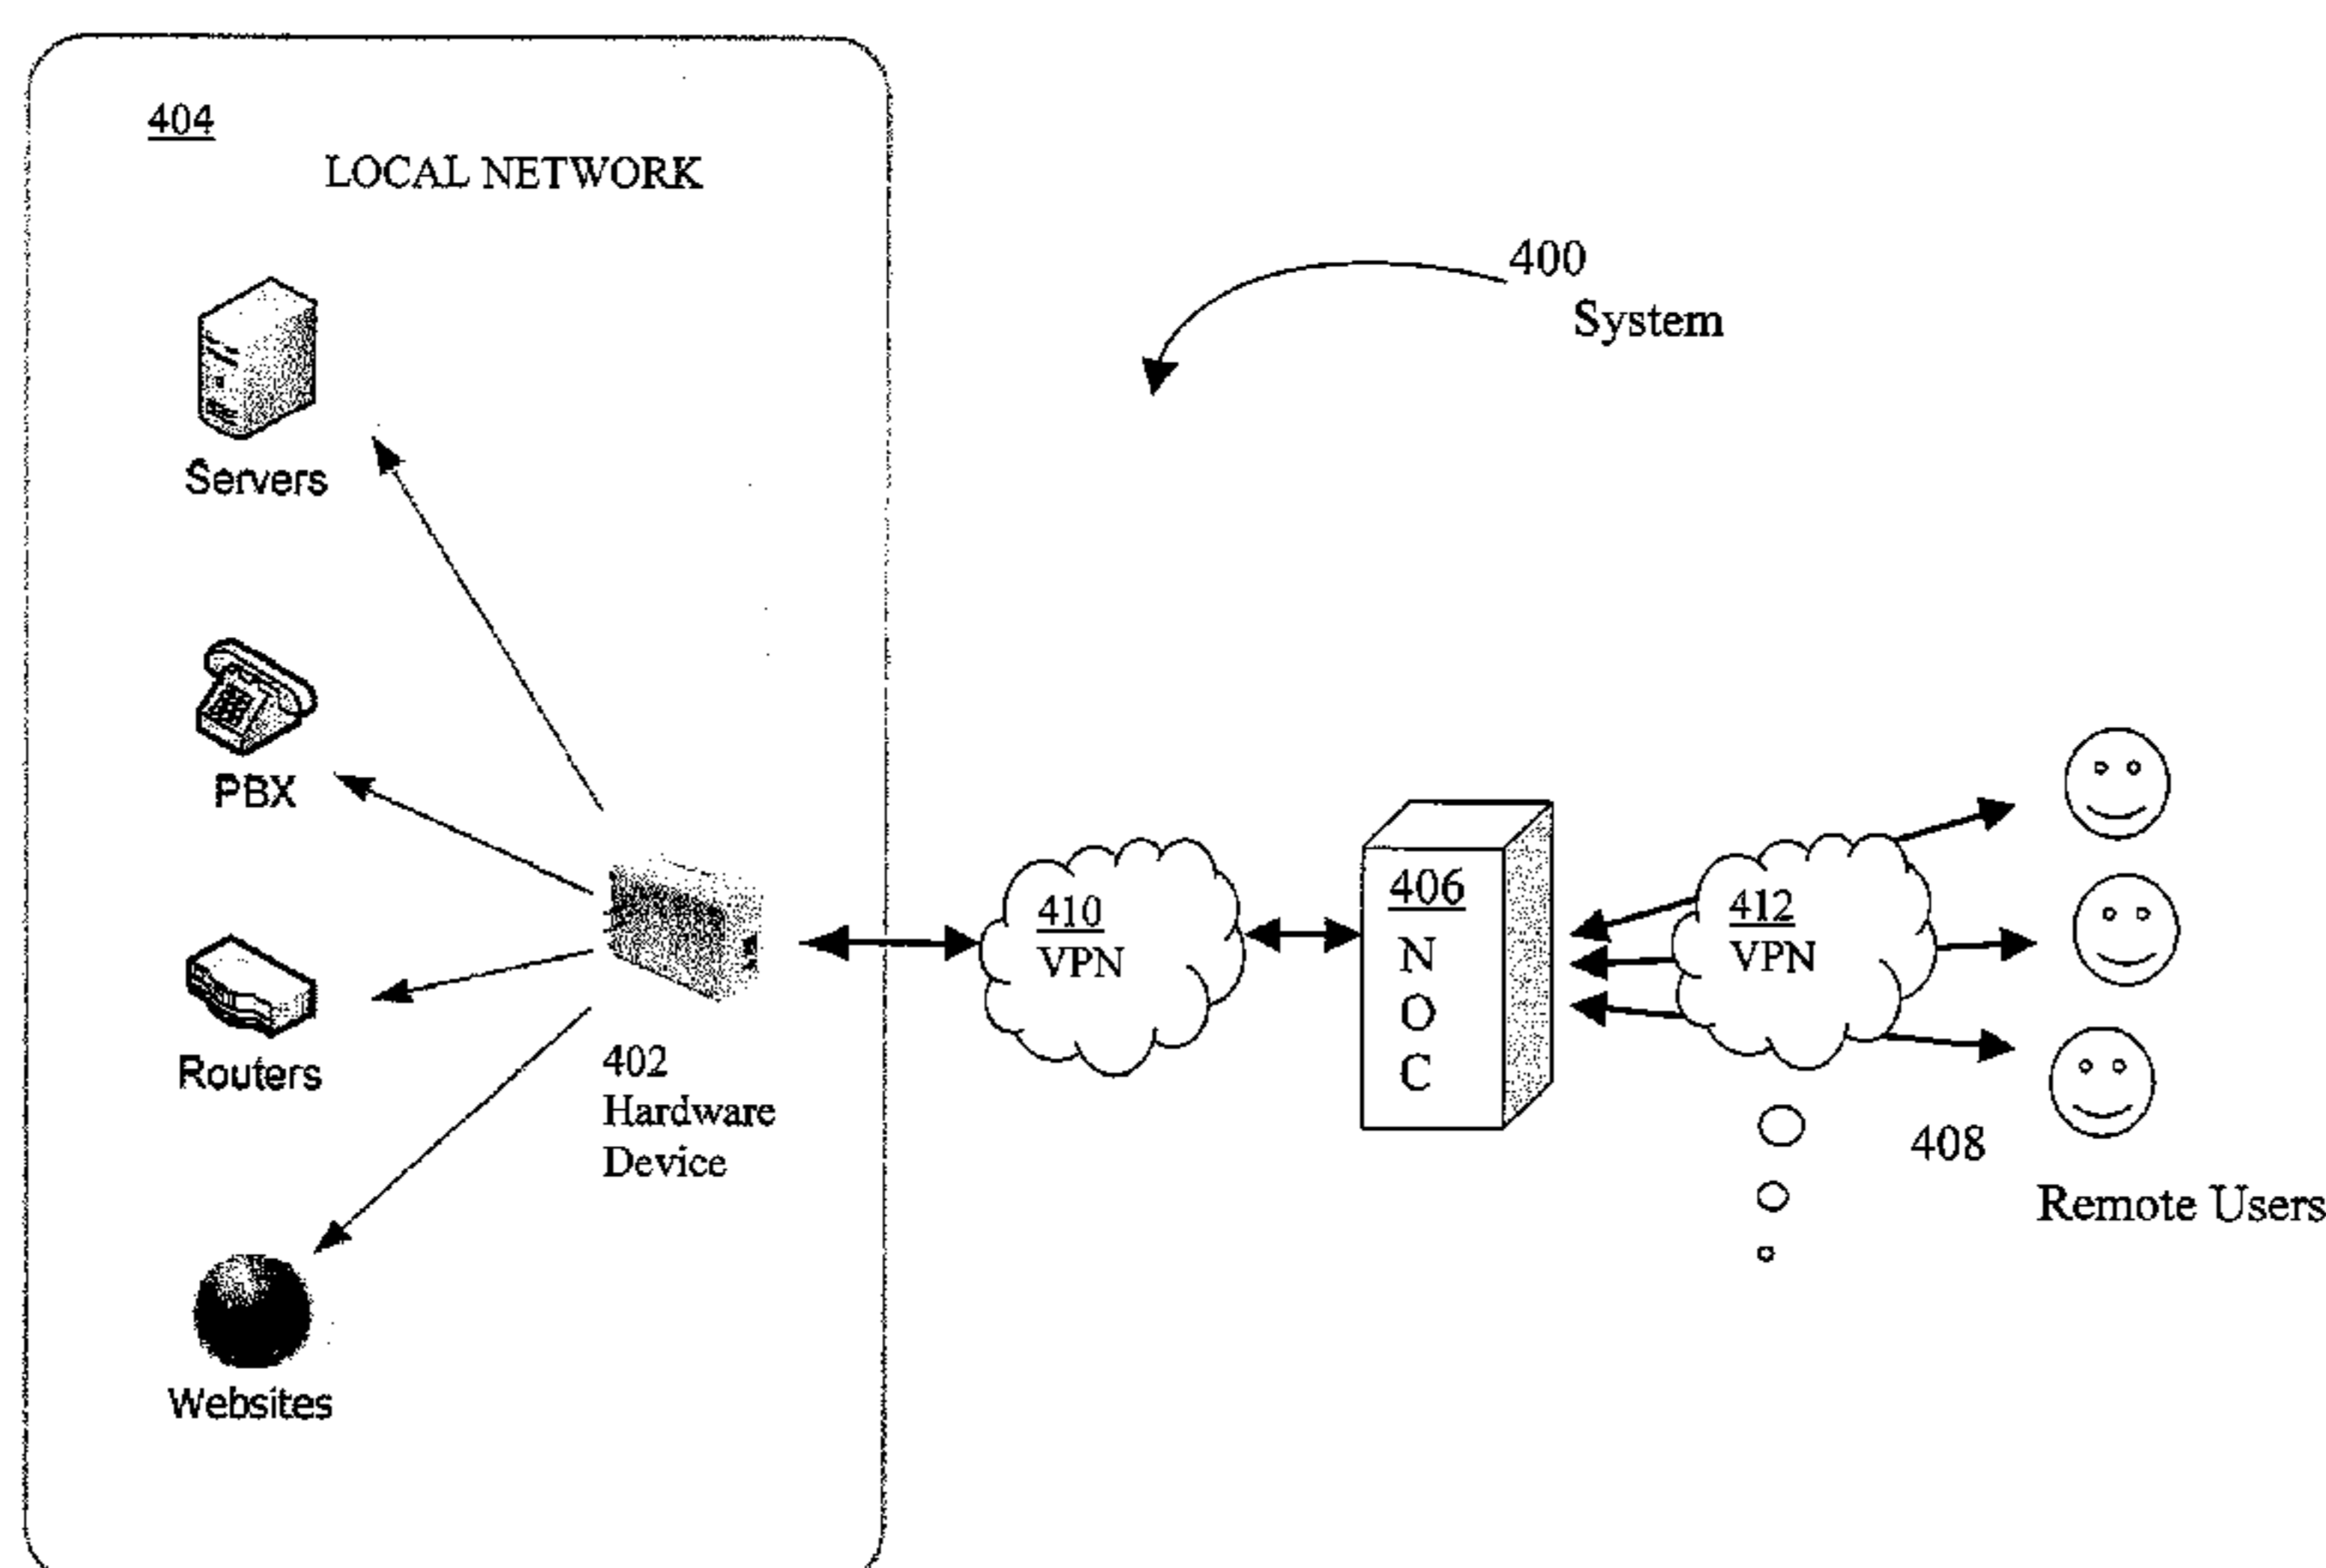 404
LOCAL NETWORK
400
System
Servers
PBX
Routers
Websites
402
Hardware
Device
410
VPN
406
N
O
C
412
VPN
408
Remote Users